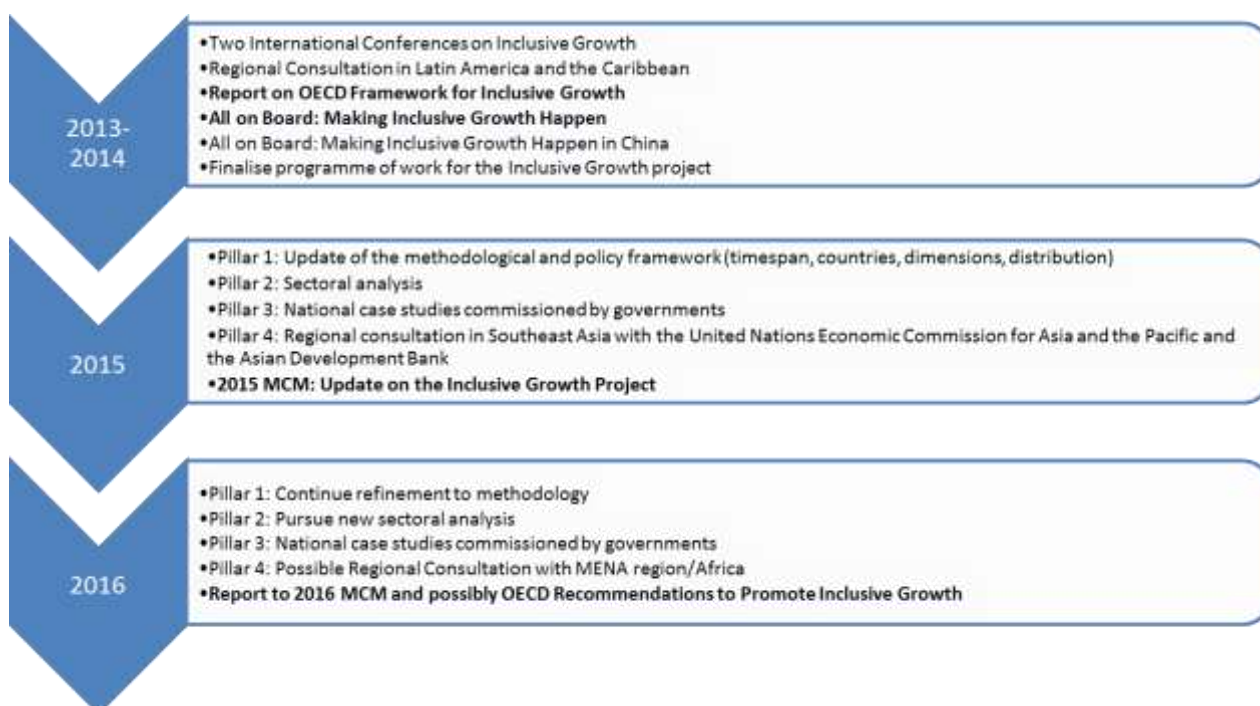 2013-
2014
•Two International Conferences on Inclusive Growth
•Regional Consultation in Latin America and the Caribbean
•Report on OECD Framework for Inclusive Growth
•All on Board: Making Inclusive Growth Happen
•All on Board: Making Inclusive Growth Happen in China
•Finalise programme of work for the Inclusive Growth project
2015
•Pillar 1: Update of the methodological and policy framework (timespan, countries, dimensions, distribution)
•Pillar 2: Sectoral analysis
•Pillar 3: National case studies commissioned by governments
•Pillar 4: Regional consultation in Southeast Asia with the United Nations Economic Commission for Asia and the Pacific and
the Asian Development Bank
•2015 MCM: Update on the Inclusive Growth Project
2016
•Pillar 1: Continue refinement to methodology
•Pillar 2: Pursue new sectoral analysis
•Pillar 3: National case studies commissioned by governments
•Pillar 4: Possible Regional Consultation with MENA region/Africa
•Report to 2016 MCM and possibly OECD Recommendations to Promote Inclusive Growth